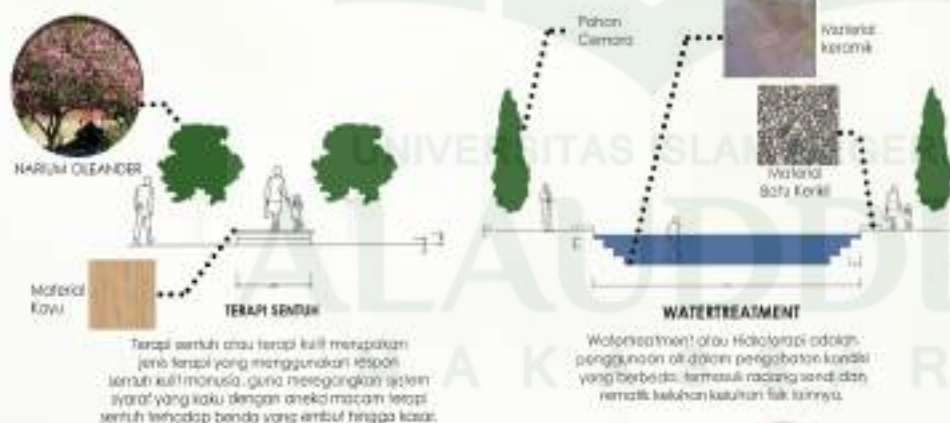 NARIUM OLEANDER
Material
Kayu
TERAPI SENTUH
Terapi sentuh atau terapi kulit merupakan
jenis terapi yang menggunakan respon
sentuh kulit manusia, guna meregangkan system
syaraf yang kaku dengan aneka macam terapi
sentuh terhadap benda yang lembut hingga kasar.
Pohon
Cemara
Material
keramik
Material
Batu Kerikil
WATERTREATMENT
Watertreatment atau Hidroterapi adalah
penggunaan air dalam pengobatan kondisi
yang berbeda, termasuk radang sendi dan
rematik keluhan keluhan fisik lainnya.
UNIVERSITAS ISLAM
ALAUDDI